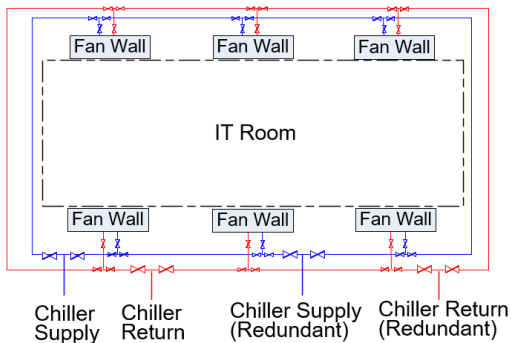 Fan Wall
Fan Wall
Fan Wall
IT Room
Fan Wall
Fan Wall
Fan Wall
Chiller
Supply
Chiller
Return
Chiller Supply
(Redundant)
Chiller Return
(Redundant)